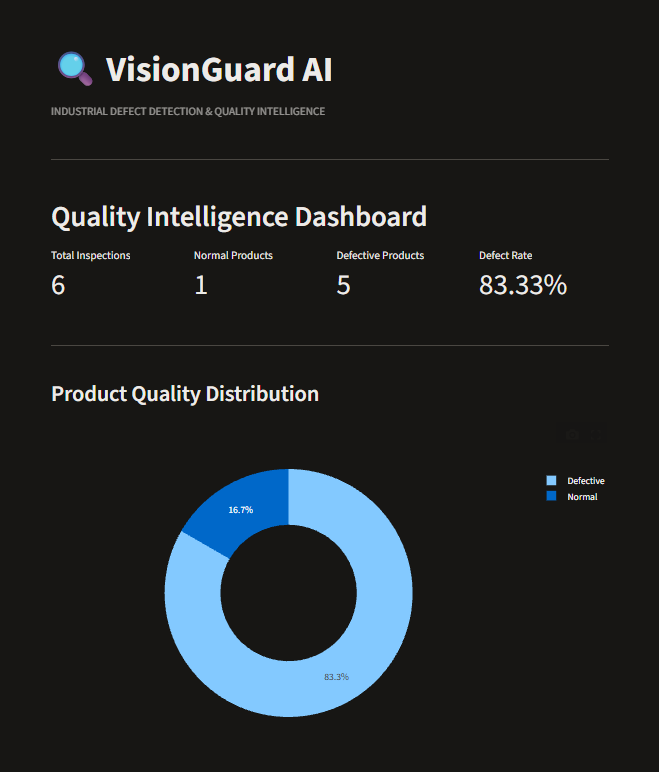 VisionGuard AI
INDUSTRIAL DEFECT DETECTION & QUALITY INTELLIGENCE
Quality Intelligence Dashboard
Total Inspections
6
Normal Products
1
Defective Products
5
Defect Rate
83.33%
Product Quality Distribution
Defective
Normal
16.7%
83.3%